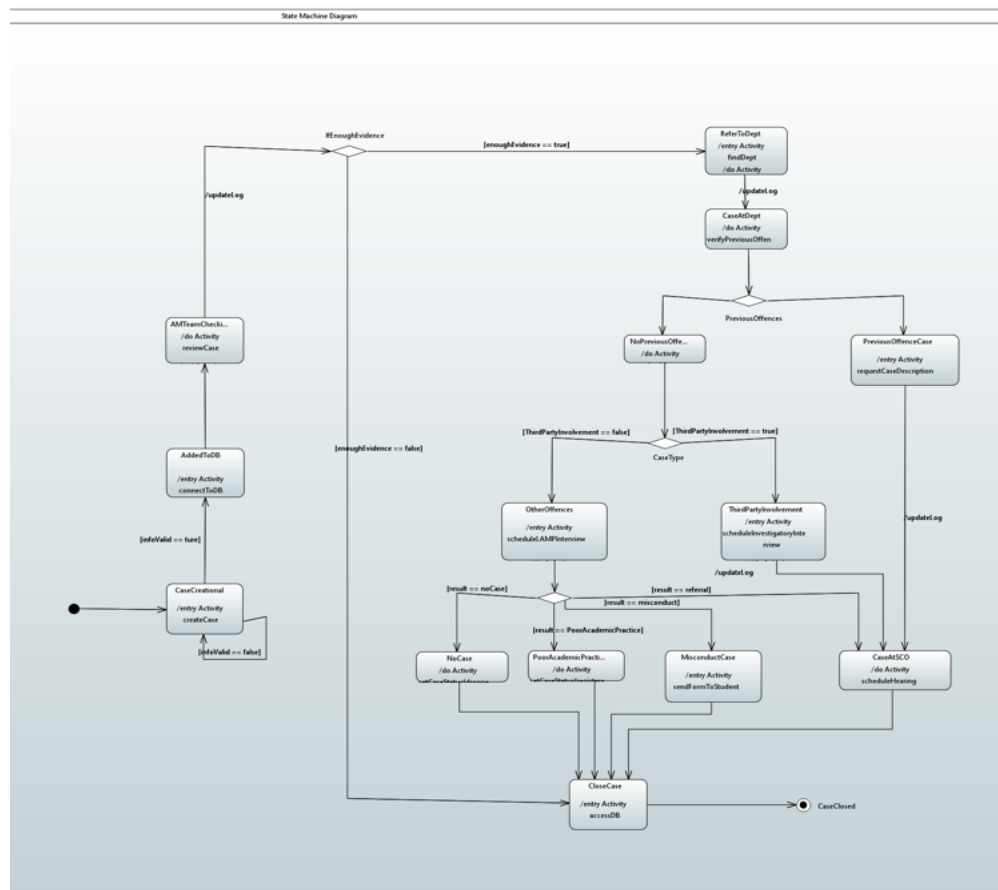 State Machine Diagram
IfEnoughEvidence
[enoughEvidence == true]
ReferToDept
/entry Activity
findDept
/do Activity
/updateLog
/updateLog
CaseAtDept
/do Activity
verifyPreviousOffen
PreviousOffences
AMTeamChecki...
/do Activity
reviewCase
NoPreviousOffe...
/do Activity
PreviousOffenceCase
/entry Activity
requestCaseDescription
[ThirdPartyInvolvement == false]
[ThirdPartyInvolvement == true]
CaseType
[enoughEvidence == false]
AddedToDB
/entry Activity
connectToDB
OtherOffences
/entry Activity
scheduleLAMPInterview
ThirdPartyInvolvement
/entry Activity
scheduleInvestigatoryInte
rview
/updateLog
[infoValid == ture]
/updateLog
CaseCreational
/entry Activity
createCase
[infoValid == false]
[result == noCase]
[result == referral]
[result == misconduct]
[result == PoorAcademicPractice]
NoCase
/do Activity
PoorAcademicPracti...
/do Activity
MisconductCase
/entry Activity
sendFormToStudent
CaseAtSCO
/do Activity
scheduleHearing
CloseCase
/entry Activity
accessDB
CaseClosed